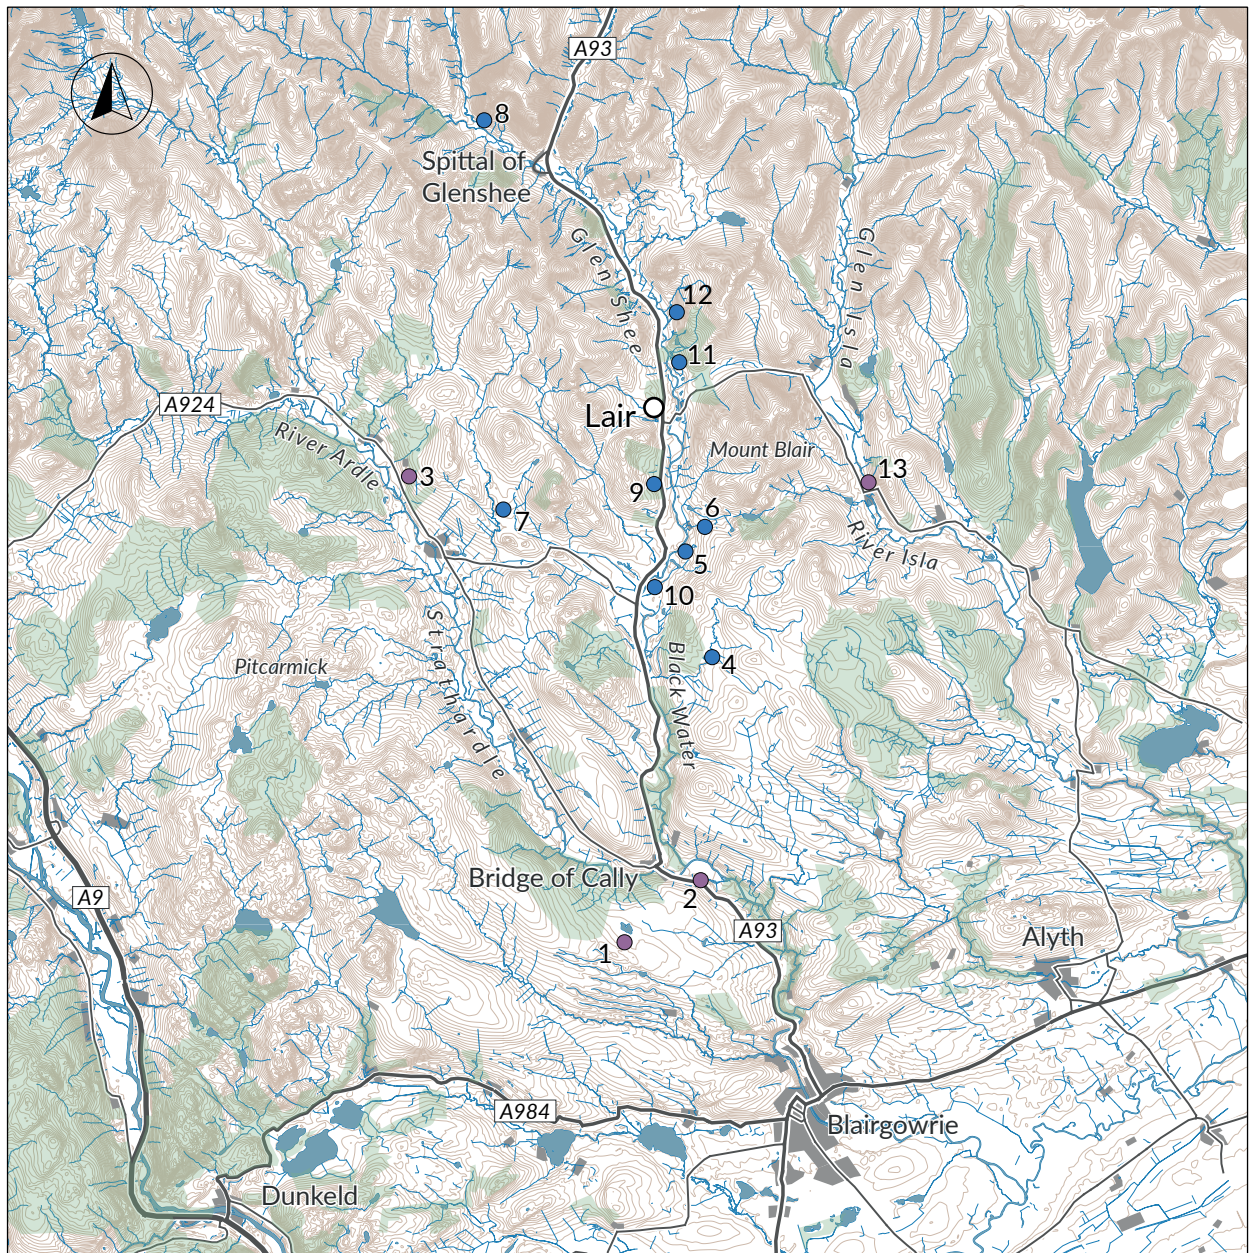 A93
8
Spittal of
Glenshee
Glen Shee
Glen Isla
12
11
A924
Lair
River Ardle
Mount Blair
3
13
9
7
6
5
River Isla
10
Strathardle
Black Water
4
Pitcarmick
Bridge of Cally
2
A9
A93
1
Alyth
A984
Blairgowrie
Dunkeld